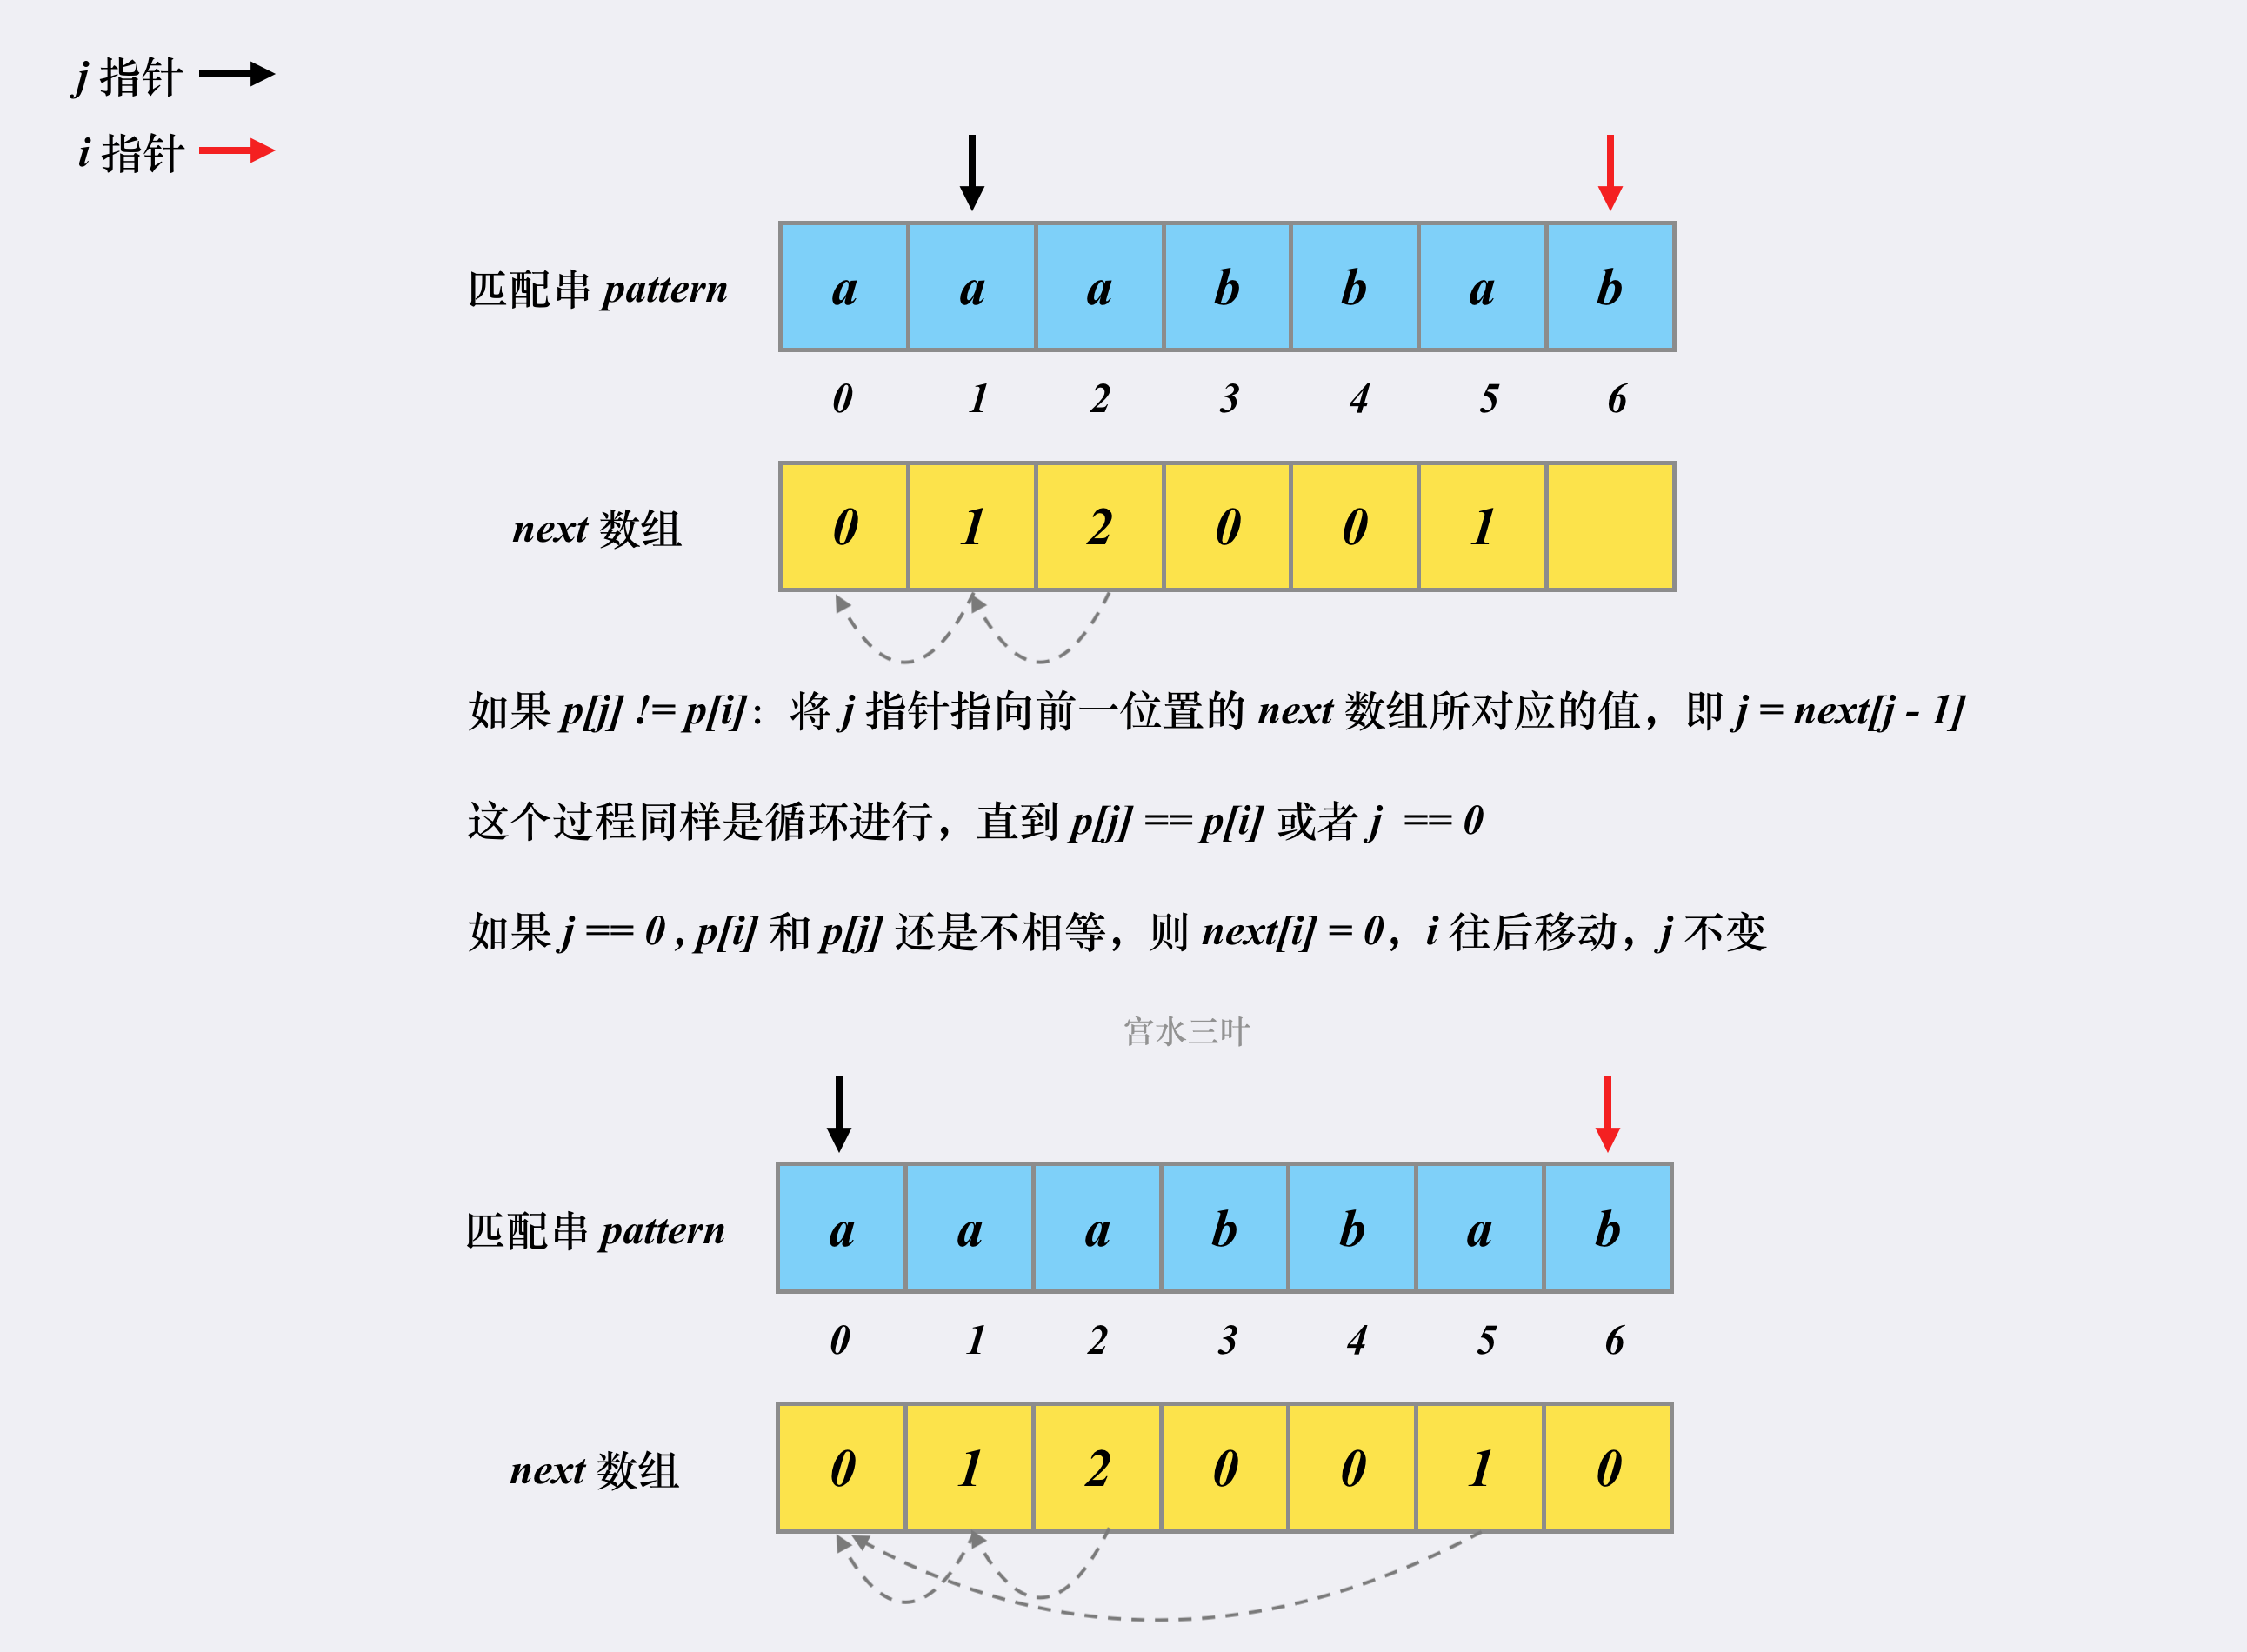 j 指针
i 指针
匹配串 pattern
a a a b b a b
0 1 2 3 4 5 6
next 数组
0 1 2 0 0 1
如果 p[j] != p[i]：将 j 指针指向前一位置的 next 数组所对应的值，即 j = next[j - 1]
这个过程同样是循环进行，直到 p[j] == p[i] 或者 j == 0
如果 j == 0 , p[i] 和 p[j] 还是不相等，则 next[i] = 0，i 往后移动，j 不变
宫水三叶
匹配串 pattern
a a a b b a b
0 1 2 3 4 5 6
next 数组
0 1 2 0 0 1 0